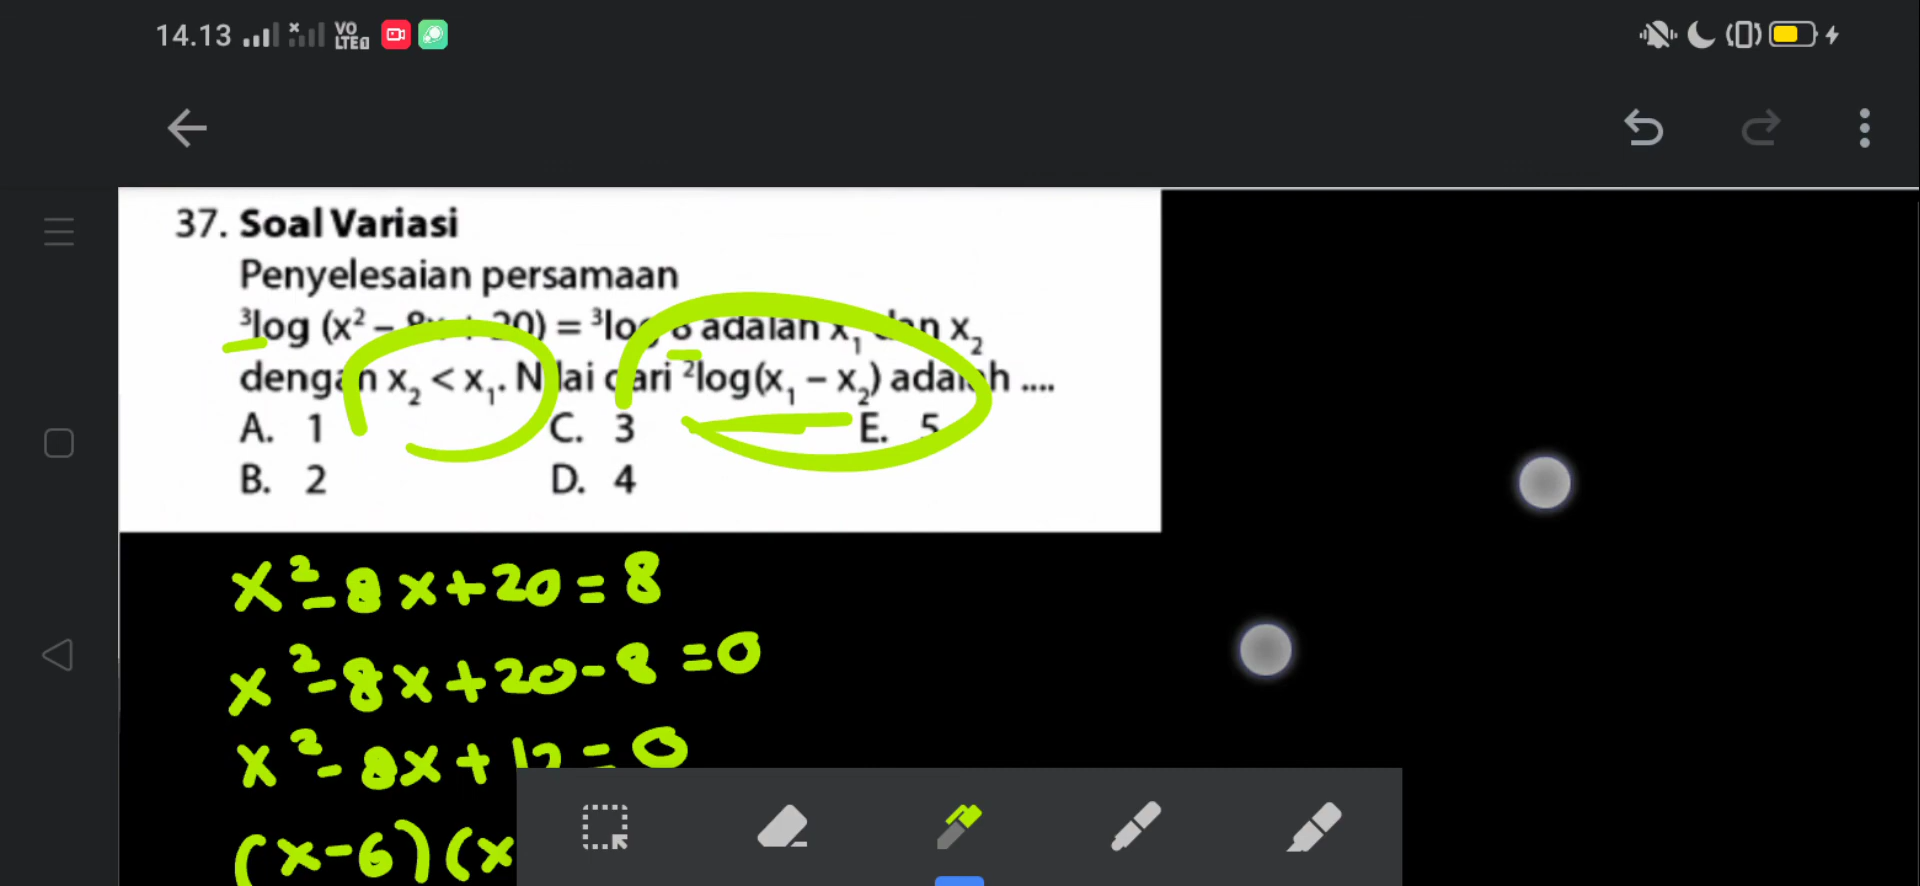 14.13 VO LTE
37. Soal Variasi
Penyelesaian persamaan
³log (x² – 8x + 20) = ³log 8 adalah x₁ dan x₂
dengan x₂ < x₁. Nilai dari ²log(x₁ – x₂) adalah ....
A. 1 C. 3 E. 5
B. 2 D. 4
x²-8x+20=8
x²-8x+20-8=0
x²-8x+12=0
(x-6)(x